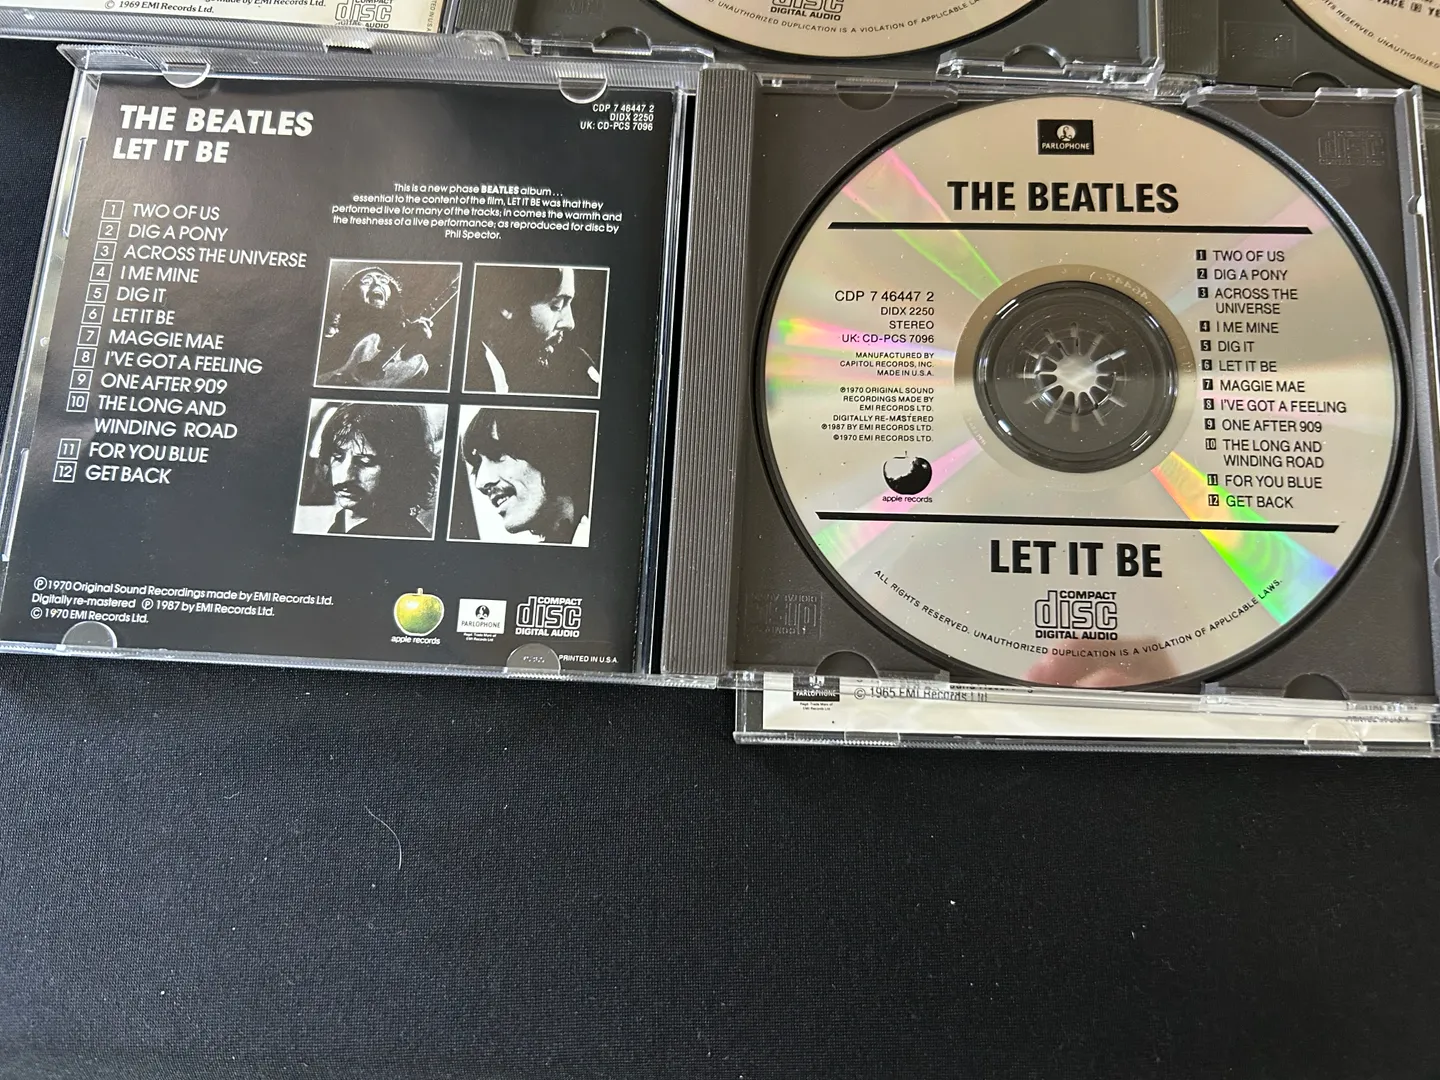 © 1969 EMI Records Ltd.
COMPACT
disc
DIGITAL AUDIO
disc
DIGITAL AUDIO
UNAUTHORIZED DUPLICATION IS A VIOLATION OF APPLICABLE
THE BEATLES
LET IT BE
CDP 7 46447 2
DIDX 2250
UK: CD-PCS 7096
This is a new phase BEATLES album . . .
essential to the content of the film, LET IT BE was that they
performed live for many of the tracks; in comes the warmth and
the freshness of a live performance; as reproduced for disc by
Phil Spector.
1 TWO OF US
2 DIG A PONY
3 ACROSS THE UNIVERSE
4 I ME MINE
5 DIG IT
6 LET IT BE
7 MAGGIE MAE
8 I'VE GOT A FEELING
9 ONE AFTER 909
10 THE LONG AND
WINDING ROAD
11 FOR YOU BLUE
12 GET BACK
℗ 1970 Original Sound Recordings made by EMI Records Ltd.
Digitally re-mastered ℗ 1987 by EMI Records Ltd.
© 1970 EMI Records Ltd.
apple records
PARLOPHONE
COMPACT
disc
DIGITAL AUDIO
PRINTED IN U.S.A.
PARLOPHONE
THE BEATLES
CDP 7 46447 2
DIDX 2250
STEREO
UK: CD-PCS 7096
MANUFACTURED BY
CAPITOL RECORDS, INC.
MADE IN U.S.A.
℗1970 ORIGINAL SOUND
RECORDINGS MADE BY
EMI RECORDS LTD.
DIGITALLY RE-MASTERED
℗1987 BY EMI RECORDS LTD.
©1970 EMI RECORDS LTD.
apple records
1 TWO OF US
2 DIG A PONY
3 ACROSS THE
UNIVERSE
4 I ME MINE
5 DIG IT
6 LET IT BE
7 MAGGIE MAE
8 I'VE GOT A FEELING
9 ONE AFTER 909
10 THE LONG AND
WINDING ROAD
11 FOR YOU BLUE
12 GET BACK
LET IT BE
COMPACT
disc
DIGITAL AUDIO
ALL RIGHTS RESERVED. UNAUTHORIZED DUPLICATION IS A VIOLATION OF APPLICABLE LAWS.
PARLOPHONE
© 1965 EMI Records Ltd.